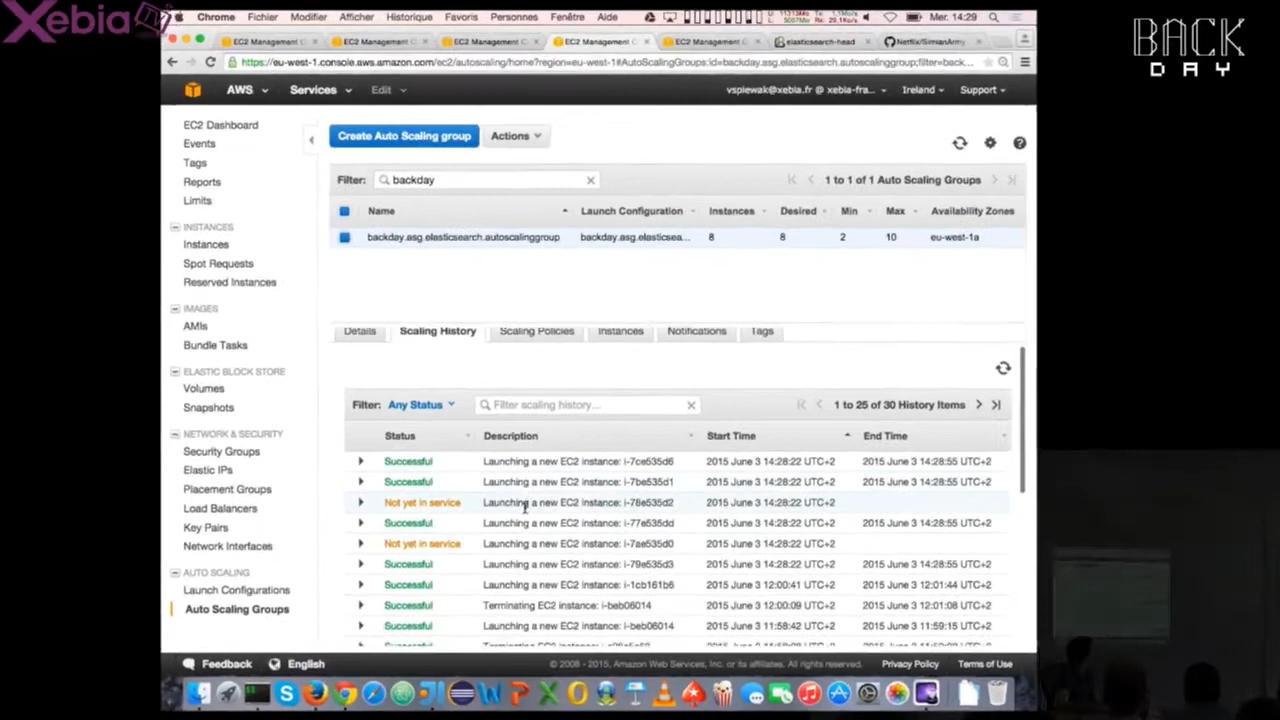 Xebia
BACK
DAY
Chrome Fichier Modifier Afficher Historique Favoris Personnes Fenêtre Aide
Mer. 14:29
EC2 Management C EC2 Management C EC2 Management C EC2 Management C EC2 Management C elasticsearch-head Netflix/SimianArmy
https://eu-west-1.console.aws.amazon.com/ec2/autoscaling/home?region=eu-west-1#AutoScalingGroups:id=backday.asg.elasticsearch.autoscalinggroup;filter=back...
AWS Services Edit vspiewak@xebia.fr @ xebia-fra... Ireland Support
EC2 Dashboard
Events
Tags
Reports
Limits
INSTANCES
Instances
Spot Requests
Reserved Instances
IMAGES
AMIs
Bundle Tasks
ELASTIC BLOCK STORE
Volumes
Snapshots
NETWORK & SECURITY
Security Groups
Elastic IPs
Placement Groups
Load Balancers
Key Pairs
Network Interfaces
AUTO SCALING
Launch Configurations
Auto Scaling Groups
Create Auto Scaling group Actions
Filter: backday 1 to 1 of 1 Auto Scaling Groups
Name Launch Configuration Instances Desired Min Max Availability Zones
backday.asg.elasticsearch.autoscalinggroup backday.asg.elasticsea... 8 8 2 10 eu-west-1a
Details Scaling History Scaling Policies Instances Notifications Tags
Filter: Any Status Filter scaling history... 1 to 25 of 30 History Items
Status Description Start Time End Time
Successful Launching a new EC2 instance: i-7ce535d6 2015 June 3 14:28:22 UTC+2 2015 June 3 14:28:55 UTC+2
Successful Launching a new EC2 instance: i-7be535d1 2015 June 3 14:28:22 UTC+2 2015 June 3 14:28:55 UTC+2
Not yet in service Launching a new EC2 instance: i-78e535d2 2015 June 3 14:28:22 UTC+2
Successful Launching a new EC2 instance: i-77e535dd 2015 June 3 14:28:22 UTC+2 2015 June 3 14:28:55 UTC+2
Not yet in service Launching a new EC2 instance: i-7ae535d0 2015 June 3 14:28:22 UTC+2
Successful Launching a new EC2 instance: i-79e535d3 2015 June 3 14:28:22 UTC+2 2015 June 3 14:28:55 UTC+2
Successful Launching a new EC2 instance: i-1cb161b6 2015 June 3 12:00:41 UTC+2 2015 June 3 12:01:44 UTC+2
Successful Terminating EC2 instance: i-beb06014 2015 June 3 12:00:09 UTC+2 2015 June 3 12:01:08 UTC+2
Successful Launching a new EC2 instance: i-beb06014 2015 June 3 11:58:42 UTC+2 2015 June 3 11:59:15 UTC+2
Feedback English © 2008 - 2015, Amazon Web Services, Inc. or its affiliates. All rights reserved. Privacy Policy Terms of Use